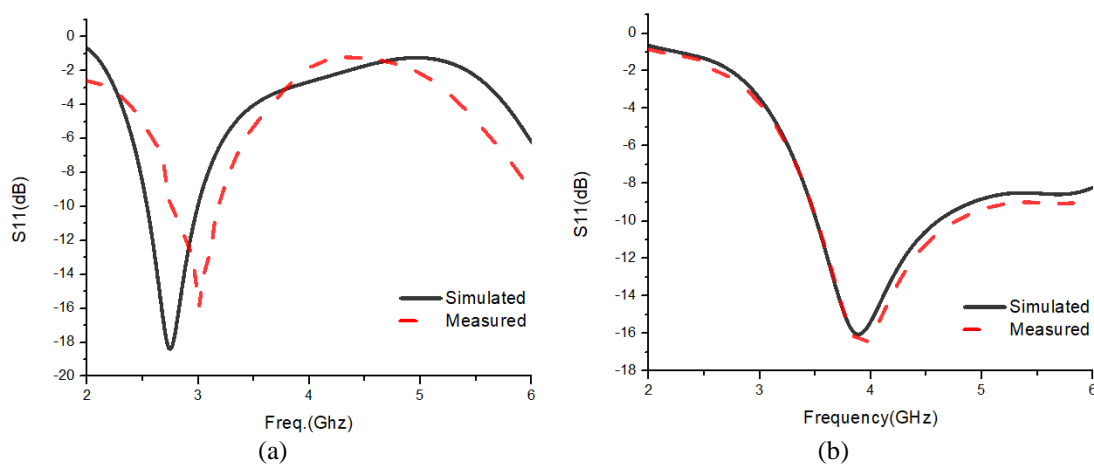 0
-2
-4
-6
-8
-10
-12
-14
-16
-18
-20
S11(dB)
Simulated
Measured
2 3 4 5 6
Freq.(Ghz)
(a)
0
-2
-4
-6
-8
-10
-12
-14
-16
-18
S11(dB)
Simulated
Measured
2 3 4 5 6
Frequency(GHz)
(b)